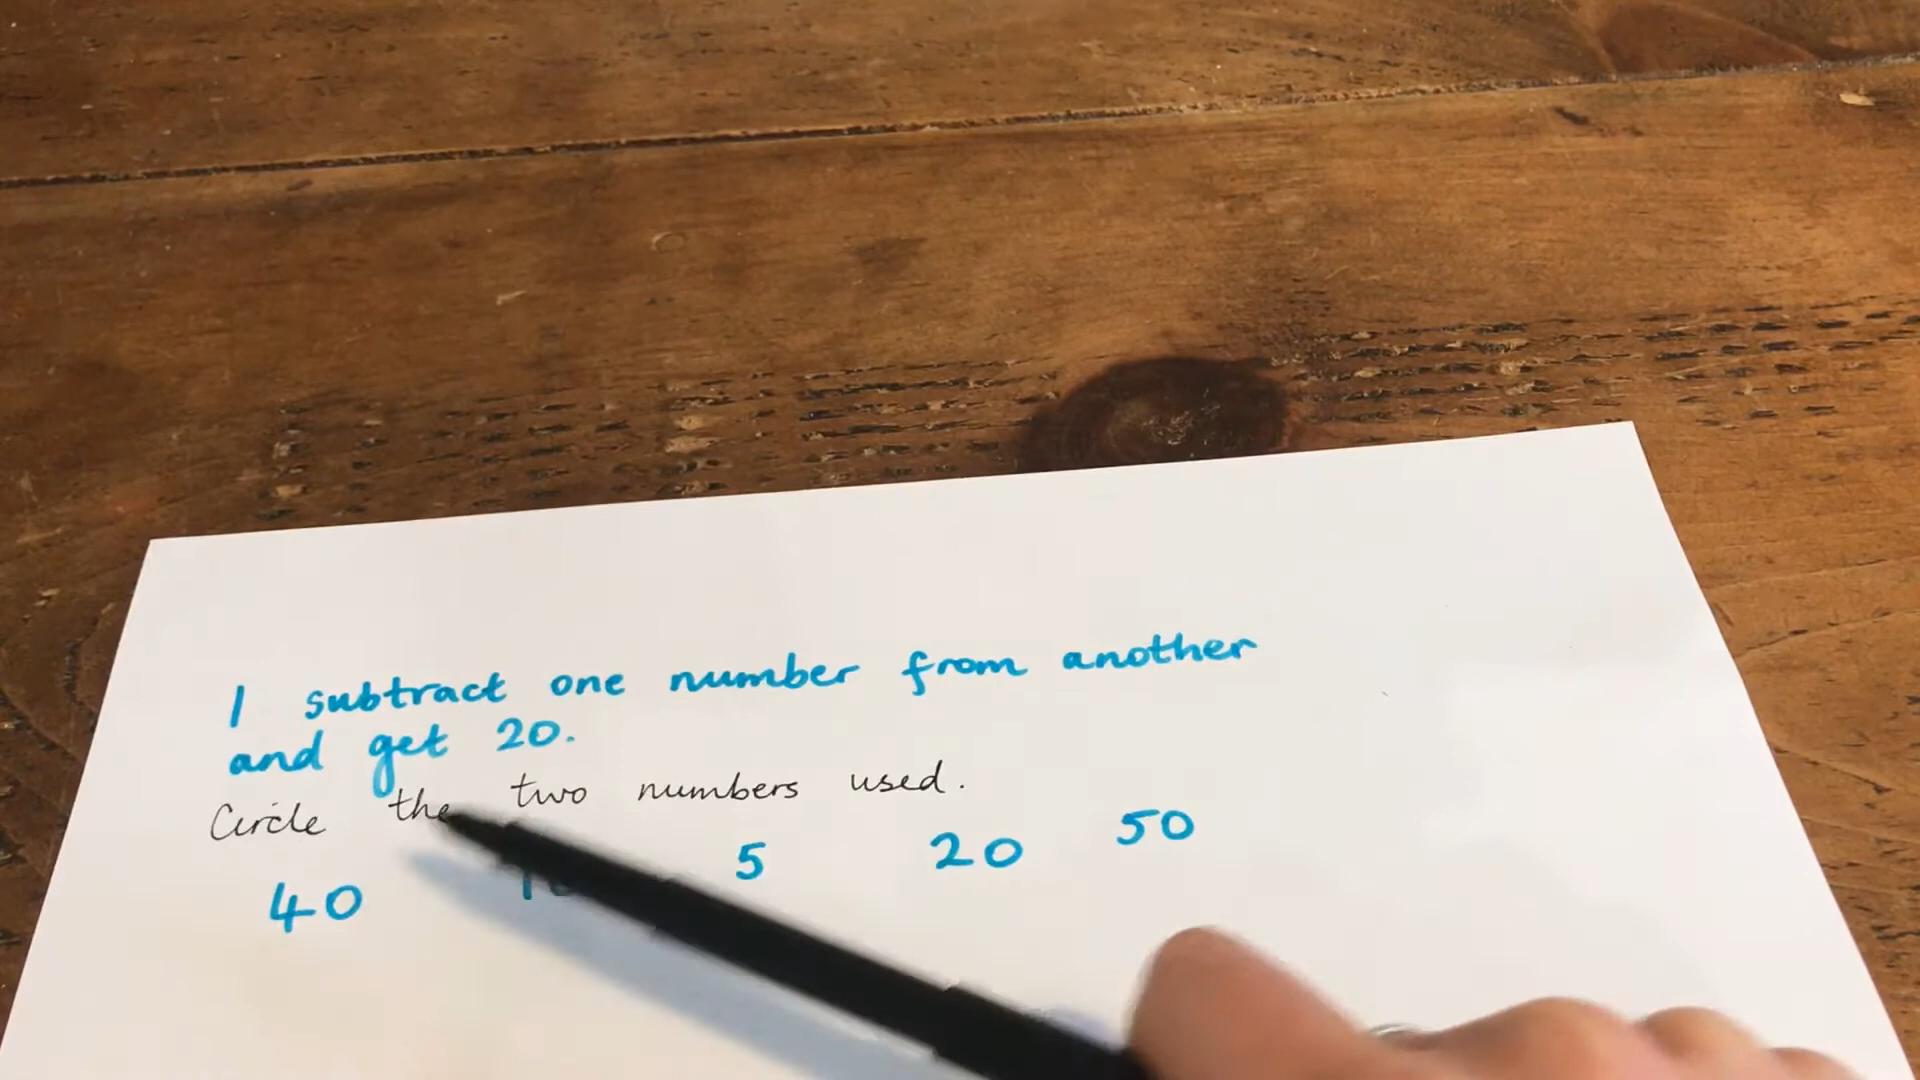 I subtract one number from another
and get 20.
Circle the two numbers used.
40 5 20 50